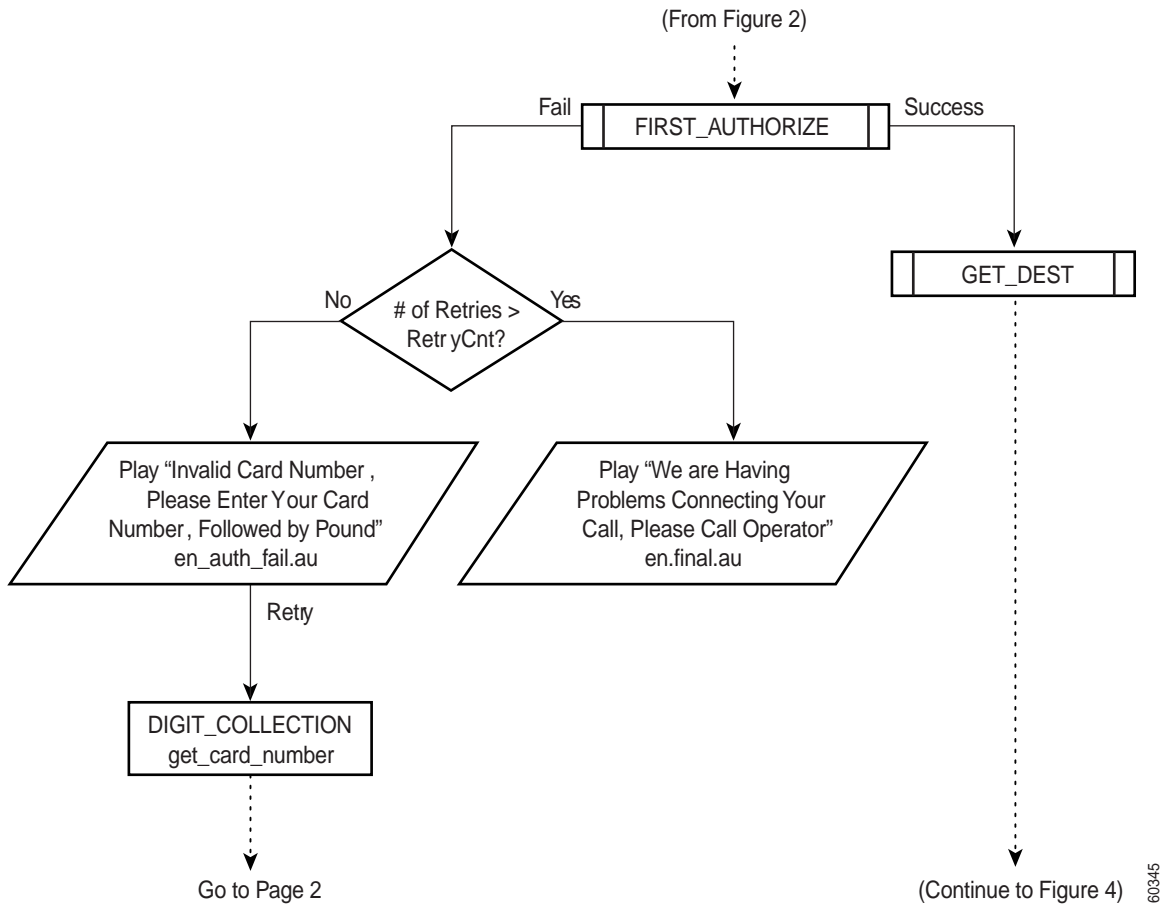 (From Figure 2)
Fail
FIRST_AUTHORIZE
Success
GET_DEST
No
# of Retries >
RetryCnt?
Yes
Play “Invalid Card Number ,
Please Enter Your Card
Number , Followed by Pound”
en_auth_fail.au
Play “We are Having
Problems Connecting Your
Call, Please Call Operator”
en.final.au
Retry
DIGIT_COLLECTION
get_card_number
Go to Page 2
(Continue to Figure 4)
60345